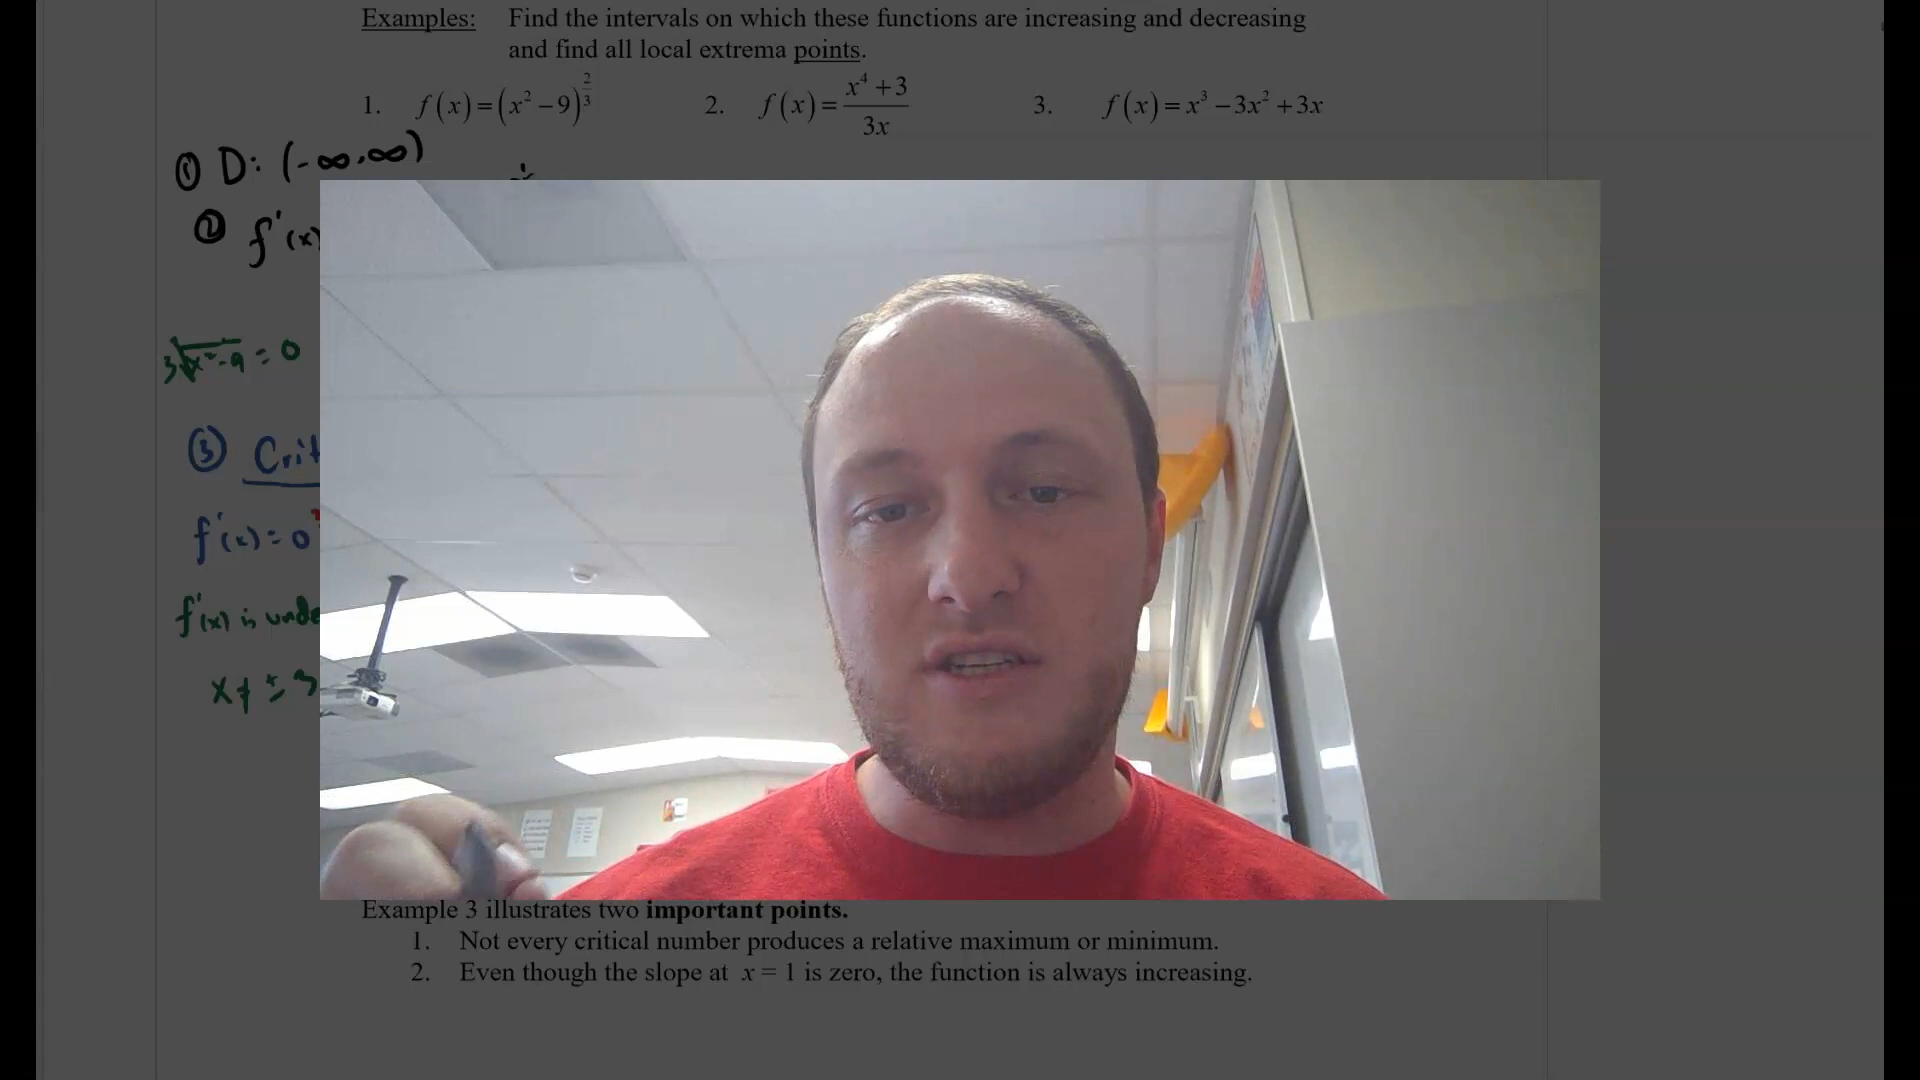 Examples: Find the intervals on which these functions are increasing and decreasing
and find all local extrema points.
1. f(x)=(x²−9)^(2/3) 2. f(x)=(x⁴+3)/(3x) 3. f(x)=x³−3x²+3x
① D: (-∞,∞)
② f'(x)
3√x²-9 = 0
③ Crit
f'(x)=0
f'(x) is unde
x≠ ±3
Example 3 illustrates two important points.
1. Not every critical number produces a relative maximum or minimum.
2. Even though the slope at x = 1 is zero, the function is always increasing.